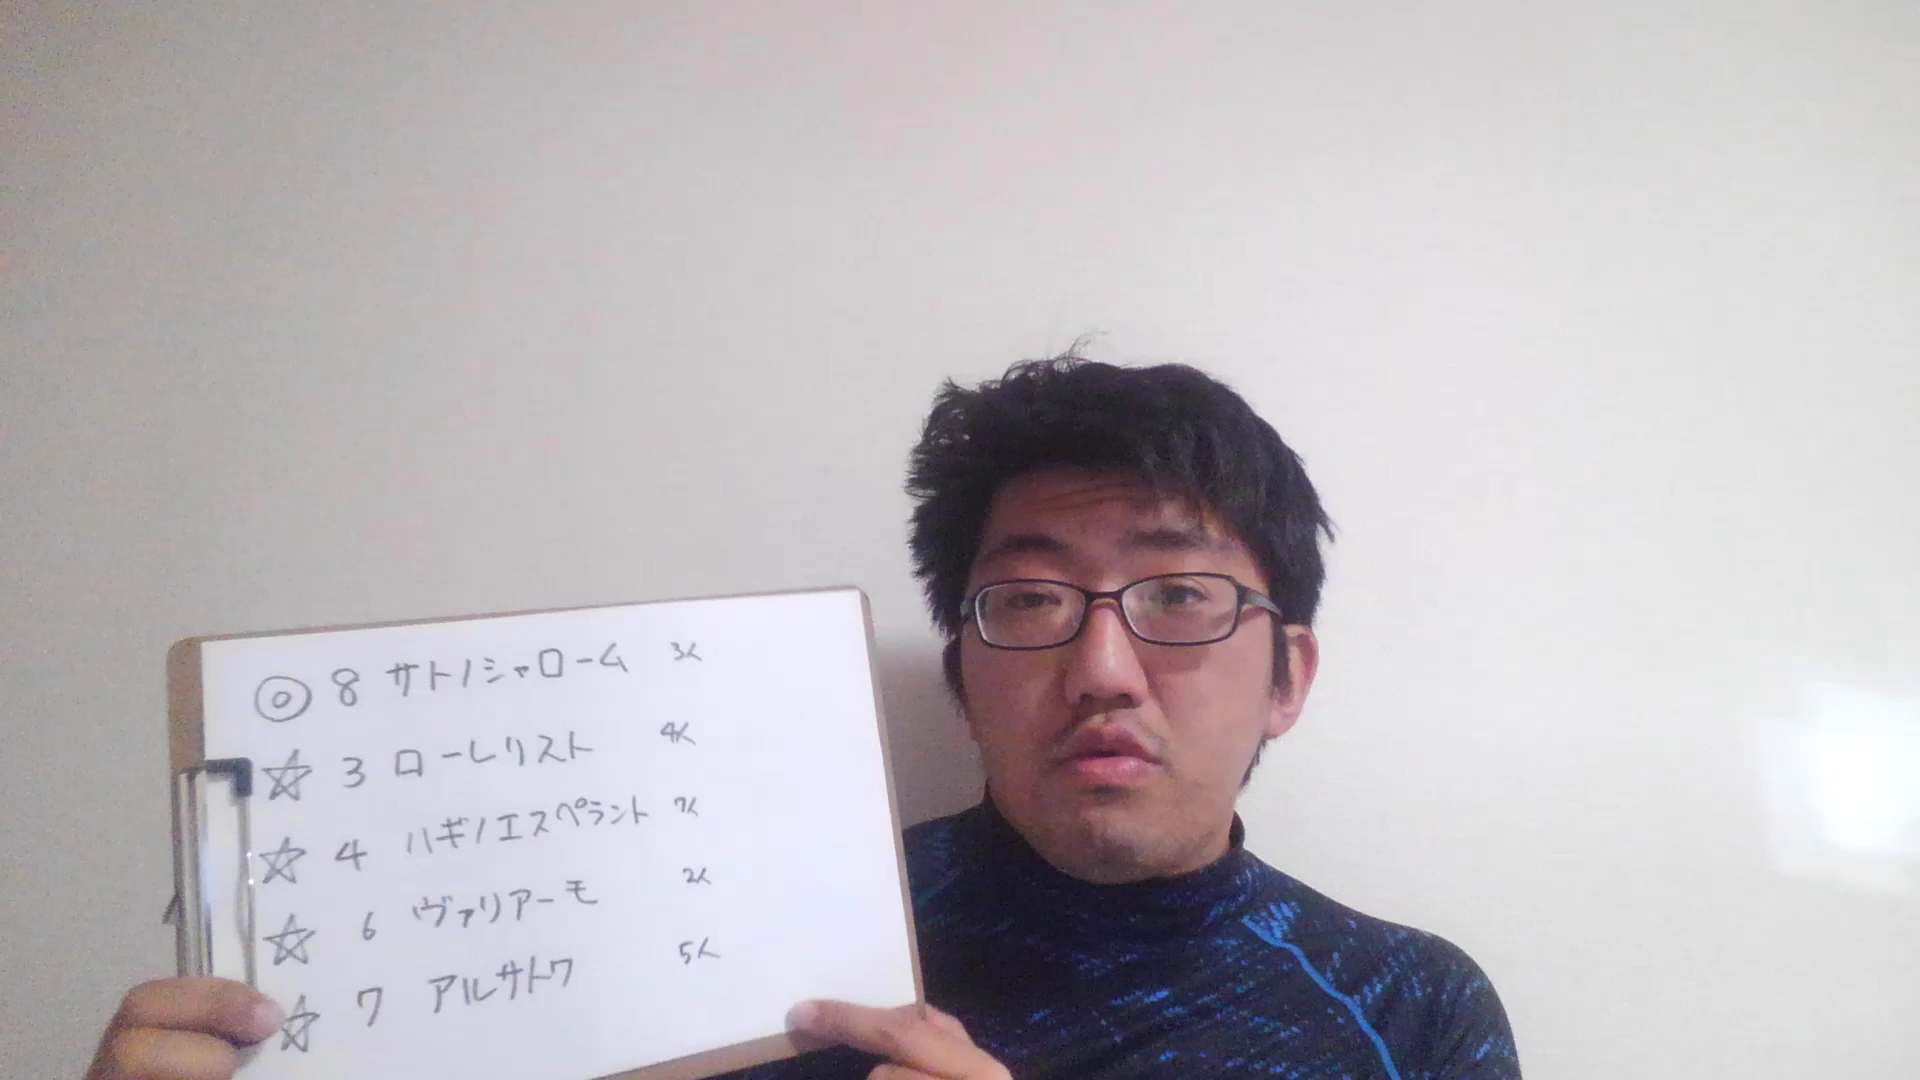 ◎ 8 サトノシャローム 3人
☆ 3 ローレリスト 4人
☆ 4 ハギノエスペラント 7人
☆ 6 ヴァリアーモ 2人
☆ 7 アルサトワ 5人